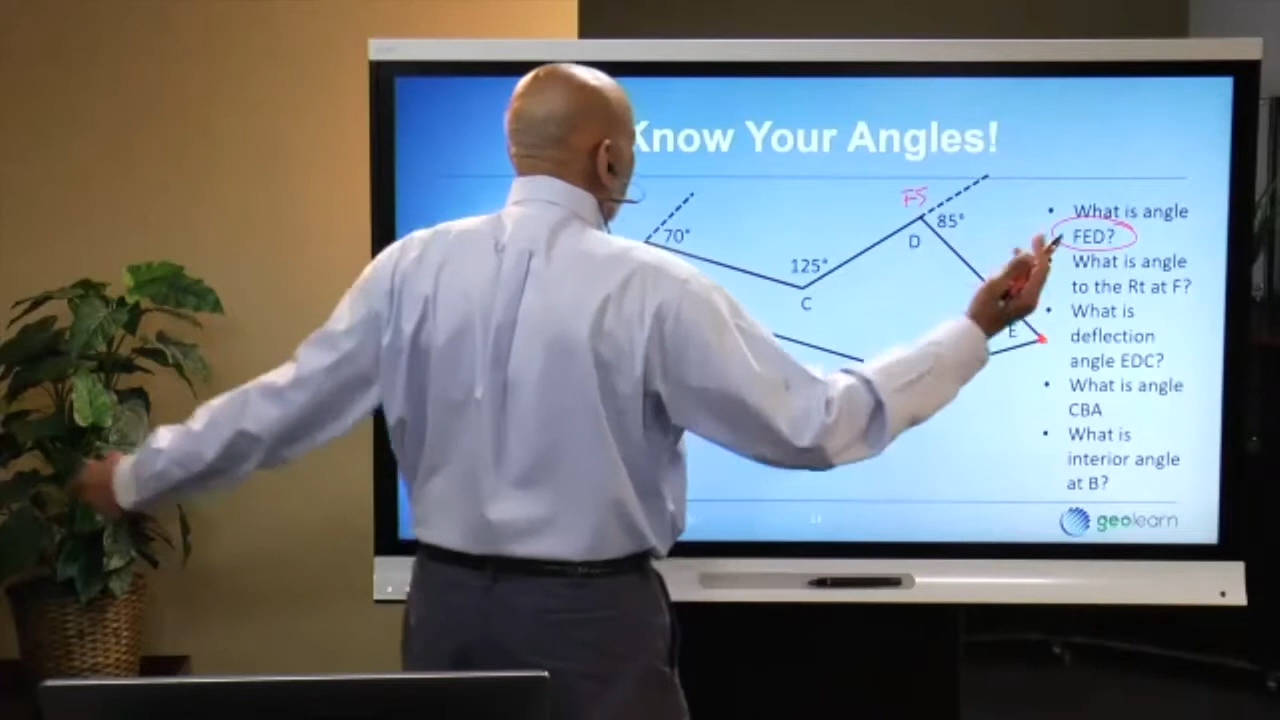 Know Your Angles!
FS
70°
125°
85°
D
C
E
• What is angle
FED?
What is angle
to the Rt at F?
• What is
deflection
angle EDC?
• What is angle
CBA
• What is
interior angle
at B?
geolearn